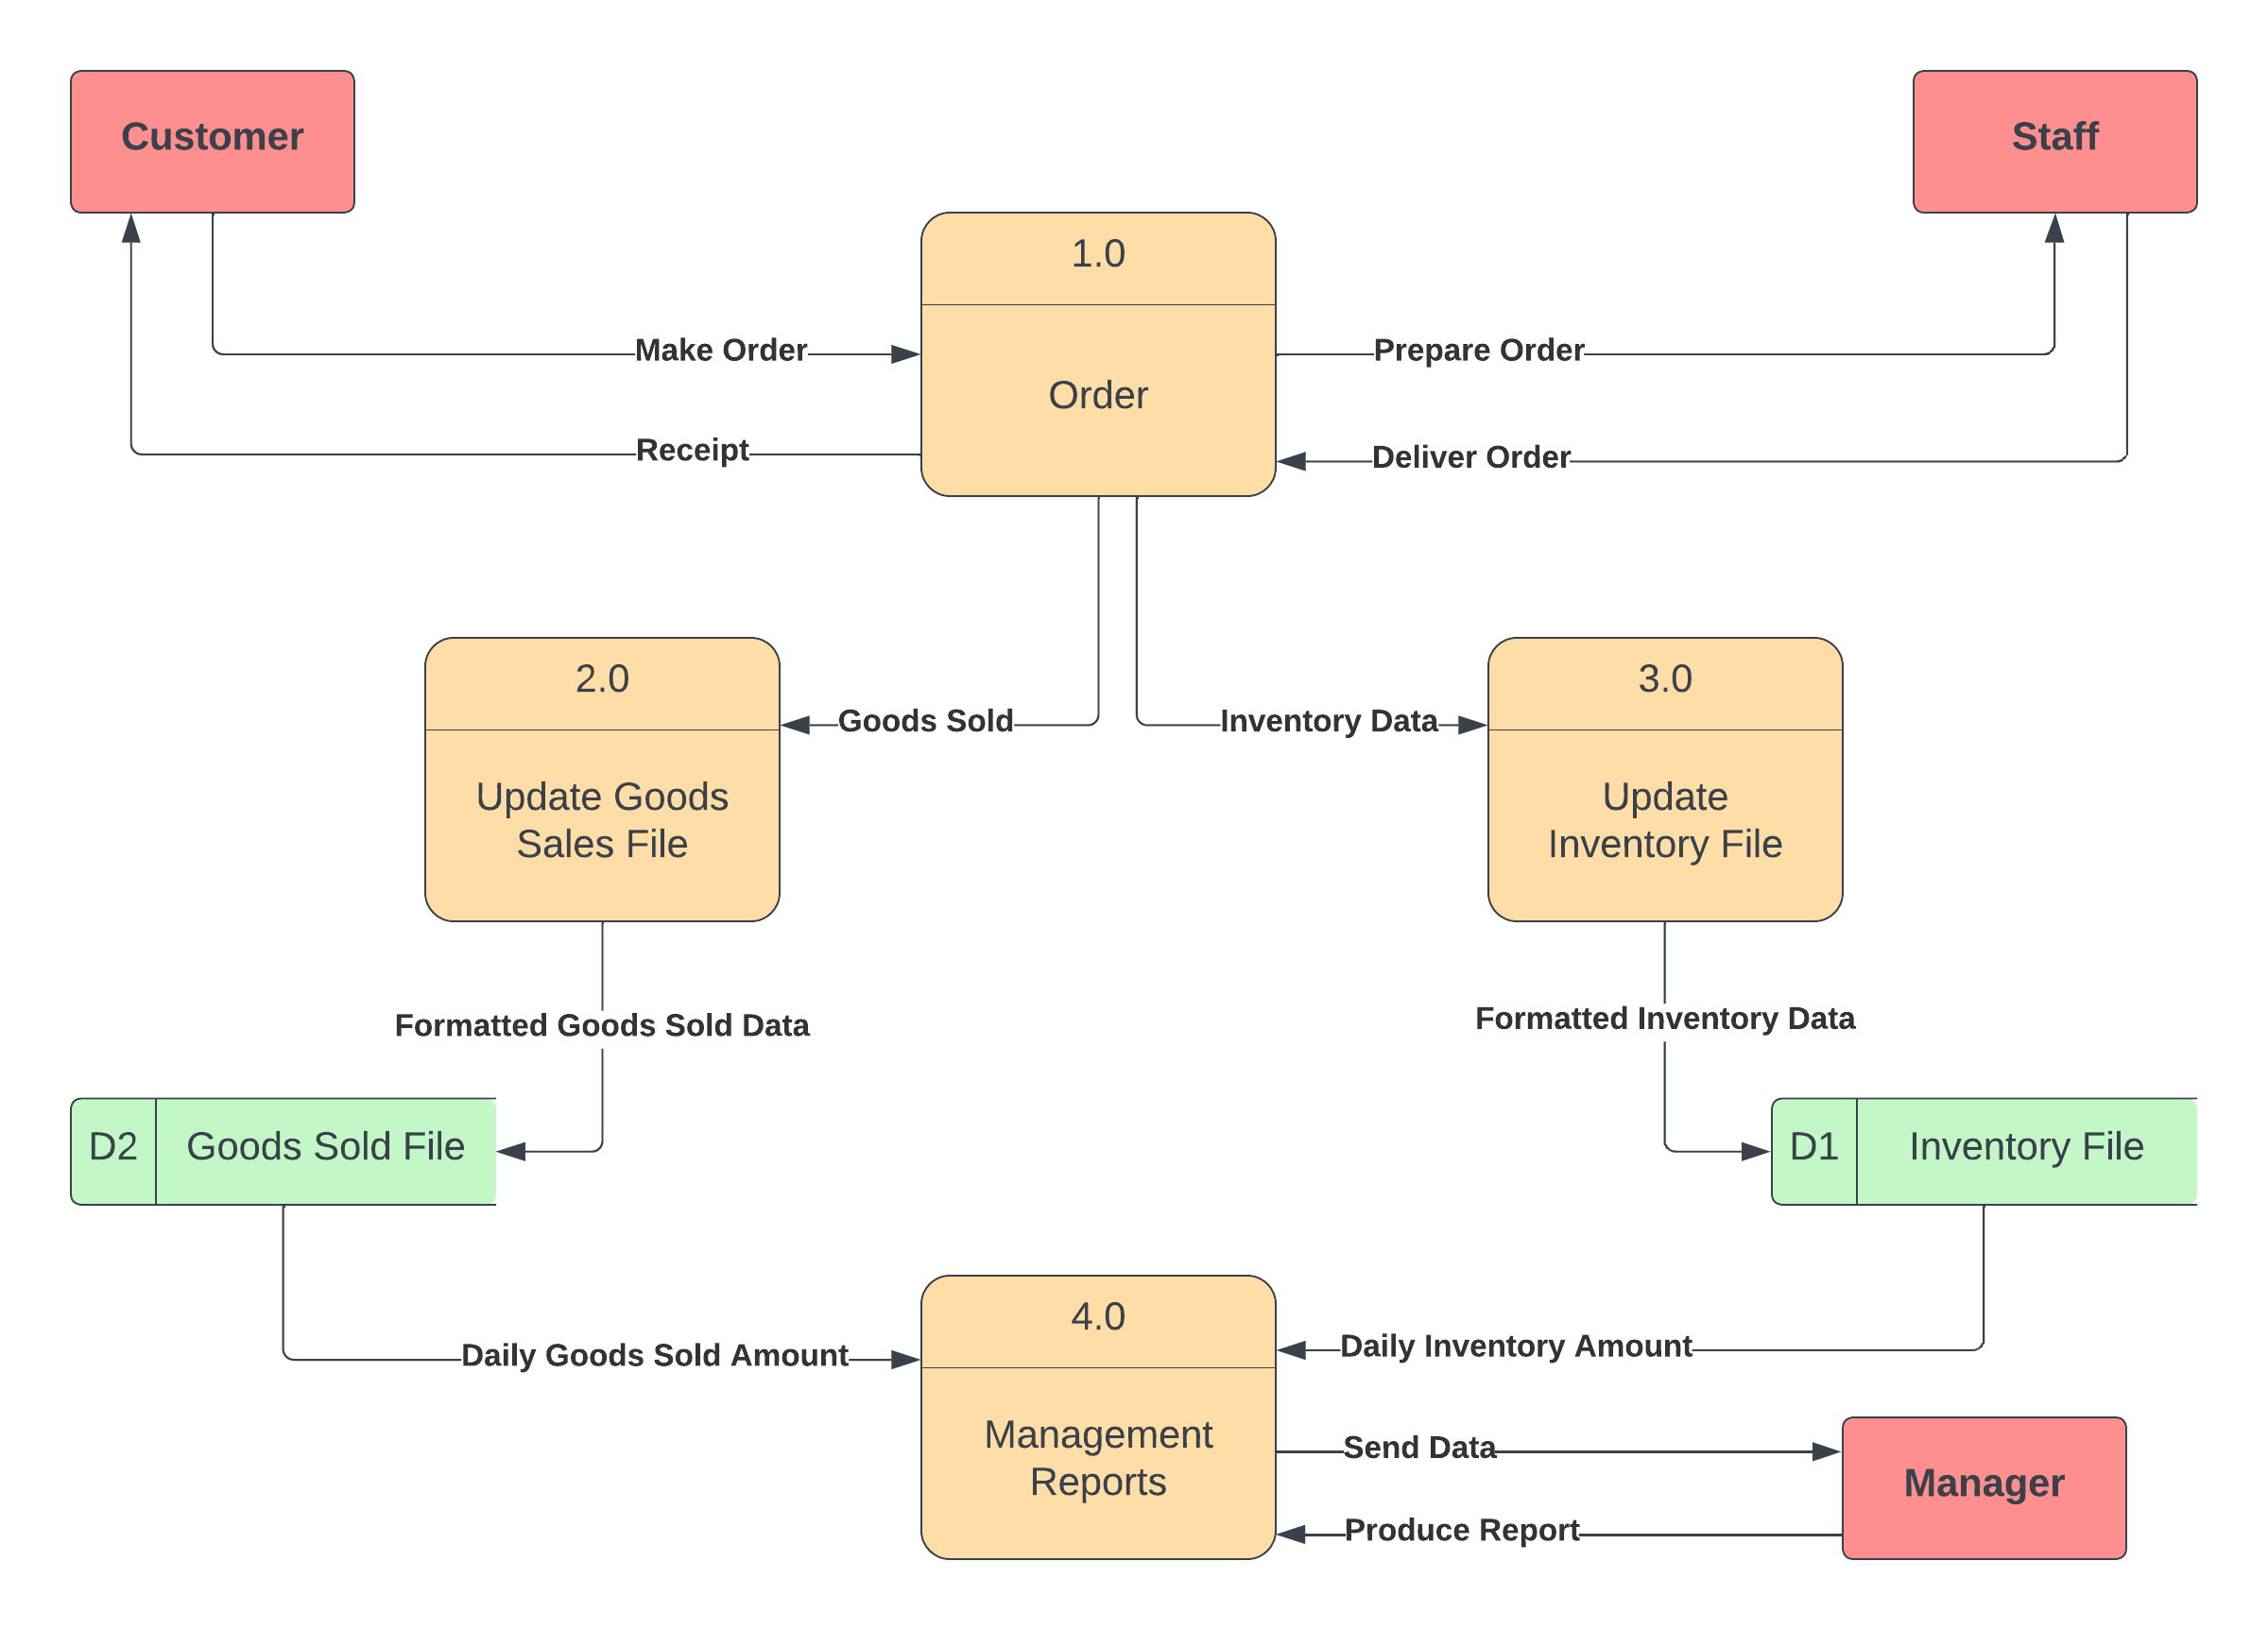 Customer
Staff
1.0
Make Order
Prepare Order
Order
Receipt
Deliver Order
2.0
3.0
Goods Sold
Inventory Data
Update Goods
Sales File
Update
Inventory File
Formatted Goods Sold Data
Formatted Inventory Data
D2
Goods Sold File
D1
Inventory File
4.0
Daily Goods Sold Amount
Daily Inventory Amount
Management
Reports
Send Data
Manager
Produce Report